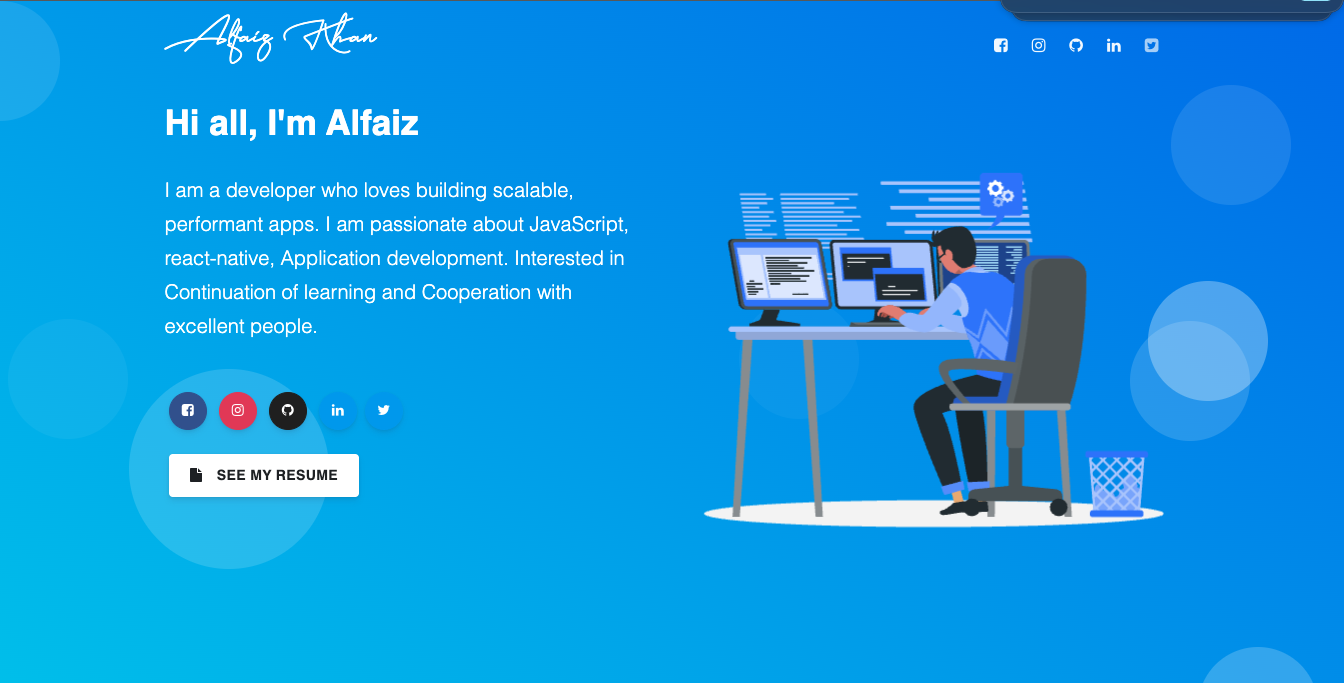 Alfaiz Khan
Hi all, I'm Alfaiz
I am a developer who loves building scalable,
performant apps. I am passionate about JavaScript,
react-native, Application development. Interested in
Continuation of learning and Cooperation with
excellent people.
SEE MY RESUME